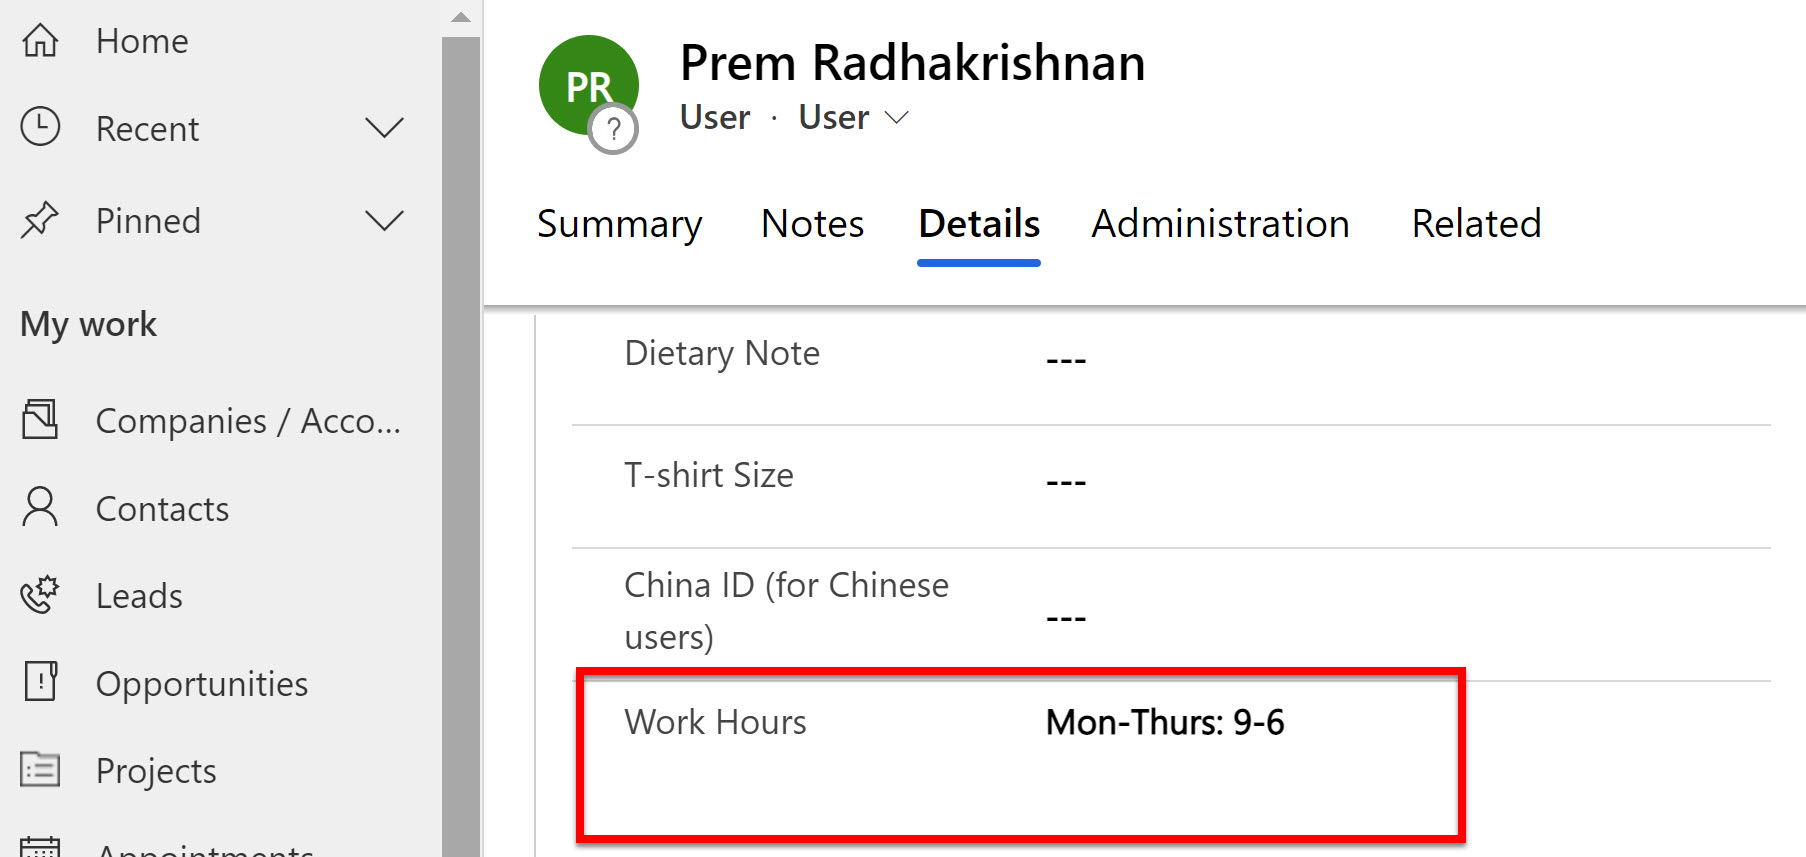 Home
Recent
Pinned
My work
Companies / Acco...
Contacts
Leads
Opportunities
Projects
Appointments
PR
?
Prem Radhakrishnan
User · User
Summary Notes Details Administration Related
Dietary Note ---
T-shirt Size ---
China ID (for Chinese
users) ---
Work Hours Mon-Thurs: 9-6